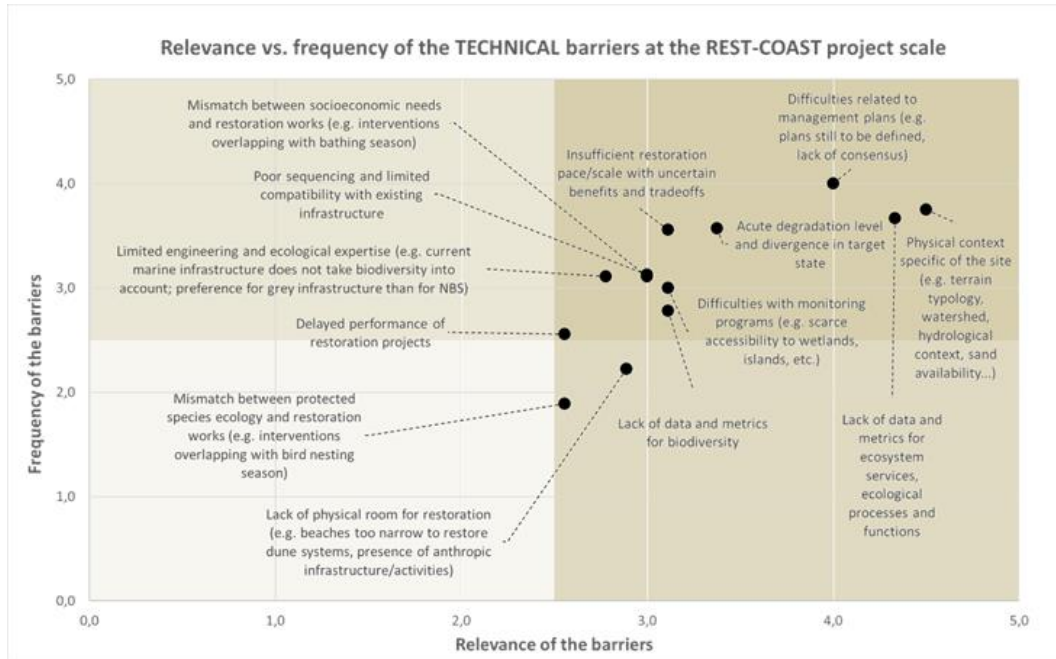 Relevance vs. frequency of the TECHNICAL barriers at the REST-COAST project scale
Frequency of the barriers
5,0
4,0
3,0
2,0
1,0
0,0
Mismatch between socioeconomic needs
and restoration works (e.g. interventions
overlapping with bathing season)
Poor sequencing and limited
compatibility with existing
infrastructure
Limited engineering and ecological expertise (e.g. current
marine infrastructure does not take biodiversity into
account; preference for grey infrastructure than for NBS)
Delayed performance of
restoration projects
Mismatch between protected
species ecology and restoration
works (e.g. interventions
overlapping with bird nesting
season)
Lack of physical room for restoration
(e.g. beaches too narrow to restore
dune systems, presence of anthropic
infrastructure/activities)
Insufficient restoration
pace/scale with uncertain
benefits and tradeoffs
Difficulties related to
management plans (e.g.
plans still to be defined,
lack of consensus)
Acute degradation level
and divergence in target
state
Physical context
specific of the site
(e.g. terrain
typology,
watershed,
hydrological
context, sand
availability...)
Difficulties with monitoring
programs (e.g. scarce
accessibility to wetlands,
islands, etc.)
Lack of data and metrics
for biodiversity
Lack of data and
metrics for
ecosystem
services,
ecological
processes and
functions
0,0 1,0 2,0 3,0 4,0 5,0
Relevance of the barriers